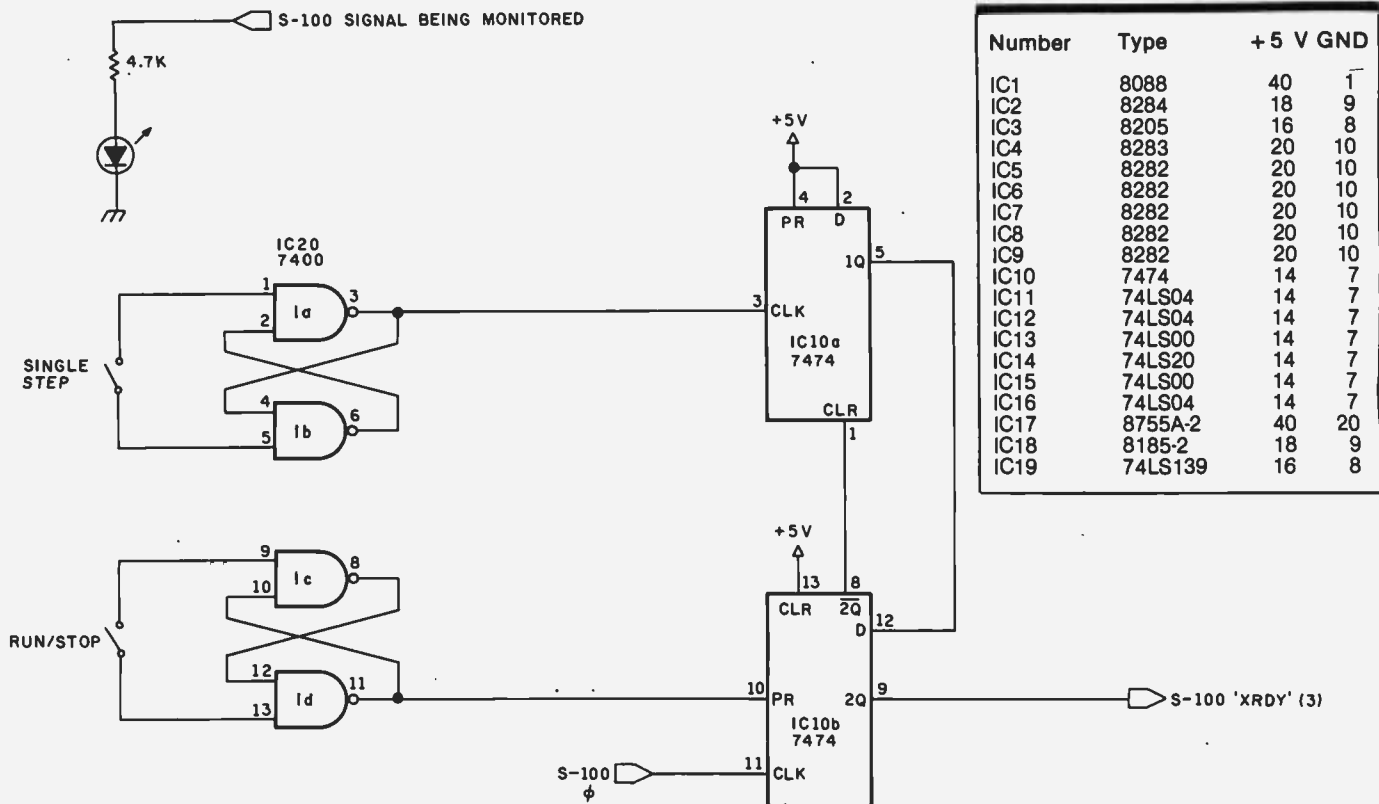 S-100 SIGNAL BEING MONITORED
4.7K
IC20
7400
1
2
3
Ia
4
5
6
Ib
SINGLE
STEP
9
10
8
Ic
12
13
11
Id
RUN/STOP
+5V
4
2
PR
D
1Q
5
3
CLK
IC10a
7474
CLR
1
+5V
13
8
CLR
2Q
D
12
10
PR
2Q
9
IC10b
7474
S-100 'XRDY' (3)
S-100
ϕ
11
CLK
Number Type +5 V GND
IC1 8088 40 1
IC2 8284 18 9
IC3 8205 16 8
IC4 8283 20 10
IC5 8282 20 10
IC6 8282 20 10
IC7 8282 20 10
IC8 8282 20 10
IC9 8282 20 10
IC10 7474 14 7
IC11 74LS04 14 7
IC12 74LS04 14 7
IC13 74LS00 14 7
IC14 74LS20 14 7
IC15 74LS00 14 7
IC16 74LS04 14 7
IC17 8755A-2 40 20
IC18 8185-2 18 9
IC19 74LS139 16 8